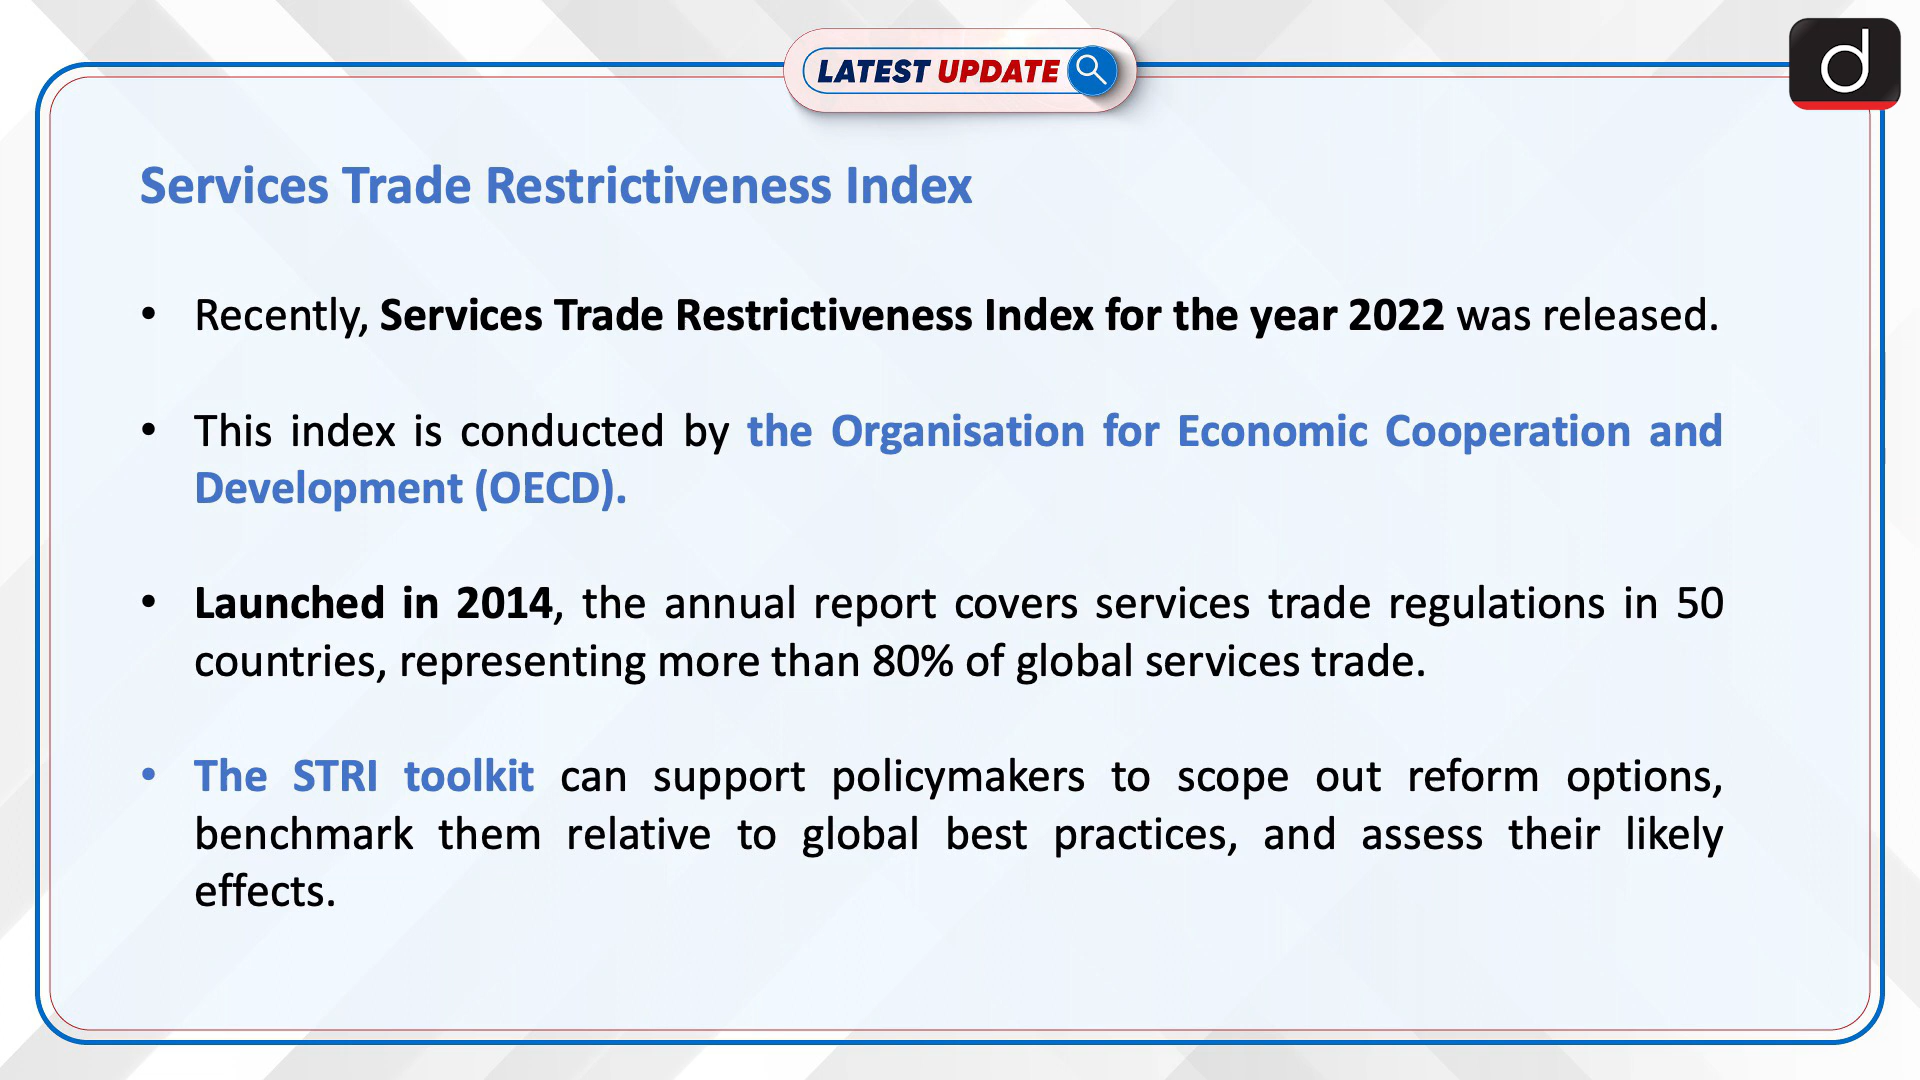 LATEST UPDATE
d
Services Trade Restrictiveness Index
• Recently, Services Trade Restrictiveness Index for the year 2022 was released.
• This index is conducted by the Organisation for Economic Cooperation and
Development (OECD).
• Launched in 2014, the annual report covers services trade regulations in 50
countries, representing more than 80% of global services trade.
• The STRI toolkit can support policymakers to scope out reform options,
benchmark them relative to global best practices, and assess their likely
effects.